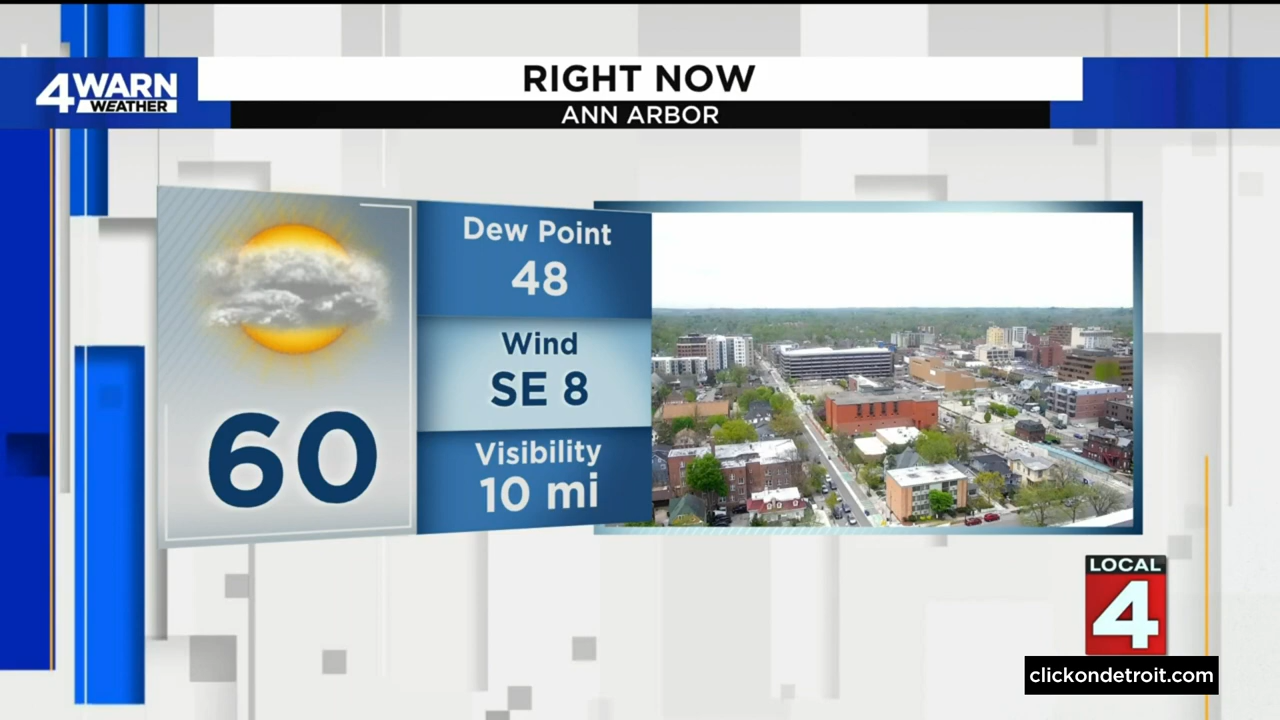 4WARN
WEATHER
RIGHT NOW
ANN ARBOR
60
Dew Point
48
Wind
SE 8
Visibility
10 mi
LOCAL
4
clickondetroit.com